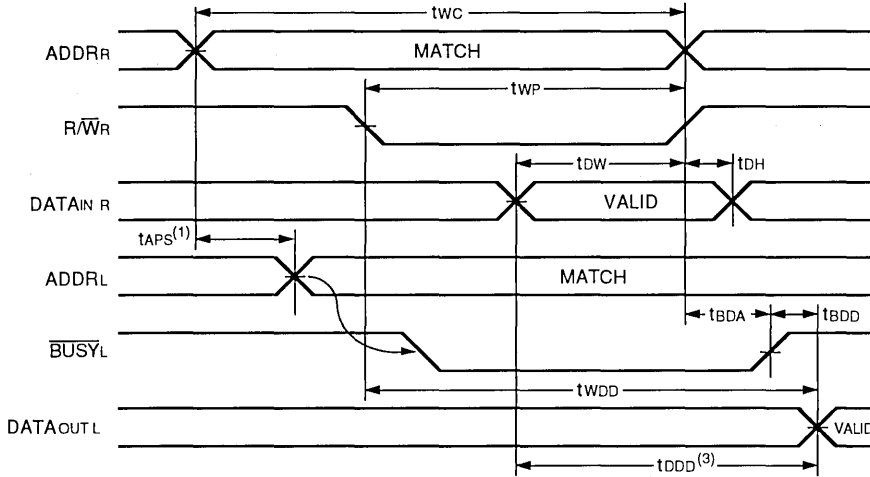 tWC
ADDRR MATCH
tWP
R/W̅R
tDW tDH
DATAIN R VALID
tAPS(1)
ADDRL MATCH
tBDA tBDD
B̅U̅S̅Y̅L
tWDD
DATAOUT L VALID
tDDD(3)